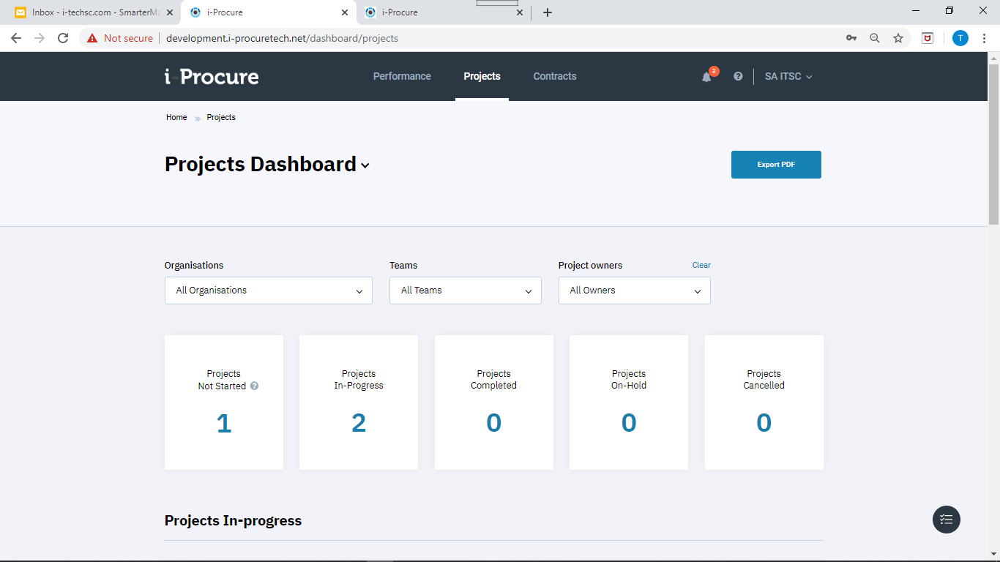 Inbox - i-techsc.com - SmarterMa
i-Procure
i-Procure
Not secure
development.i-procuretech.net/dashboard/projects
T
i-Procure
Performance
Projects
Contracts
3
?
SA ITSC
Home
Projects
Projects Dashboard
Export PDF
Organisations
Teams
Project owners
Clear
All Organisations
All Teams
All Owners
Projects
Not Started ?
1
Projects
In-Progress
2
Projects
Completed
0
Projects
On-Hold
0
Projects
Cancelled
0
Projects In-progress